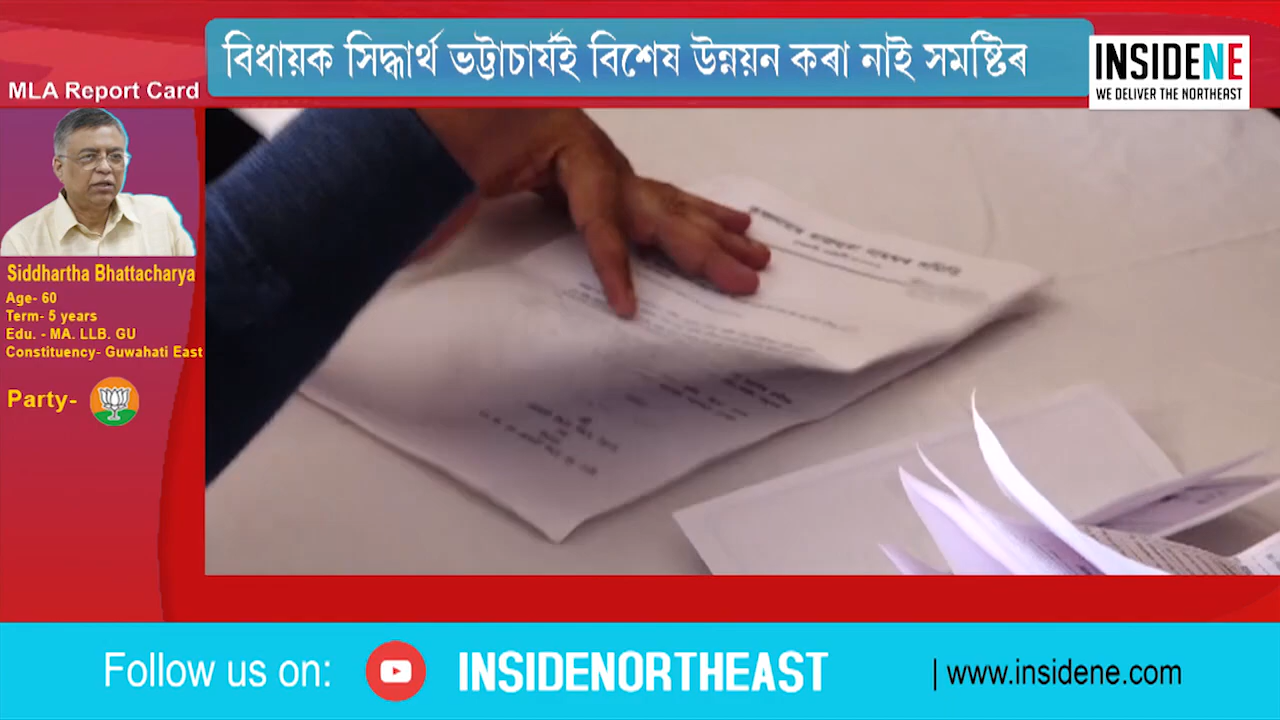 বিধায়ক সিদ্ধাৰ্থ ভট্টাচাৰ্যই বিশেষ উন্নয়ন কৰা নাই সমষ্টিৰ
INSIDENE
WE DELIVER THE NORTHEAST
MLA Report Card
Siddhartha Bhattacharya
Age- 60
Term- 5 years
Edu. - MA. LLB. GU
Constituency- Guwahati East
Party-
Follow us on:
INSIDENORTHEAST
| www.insidene.com